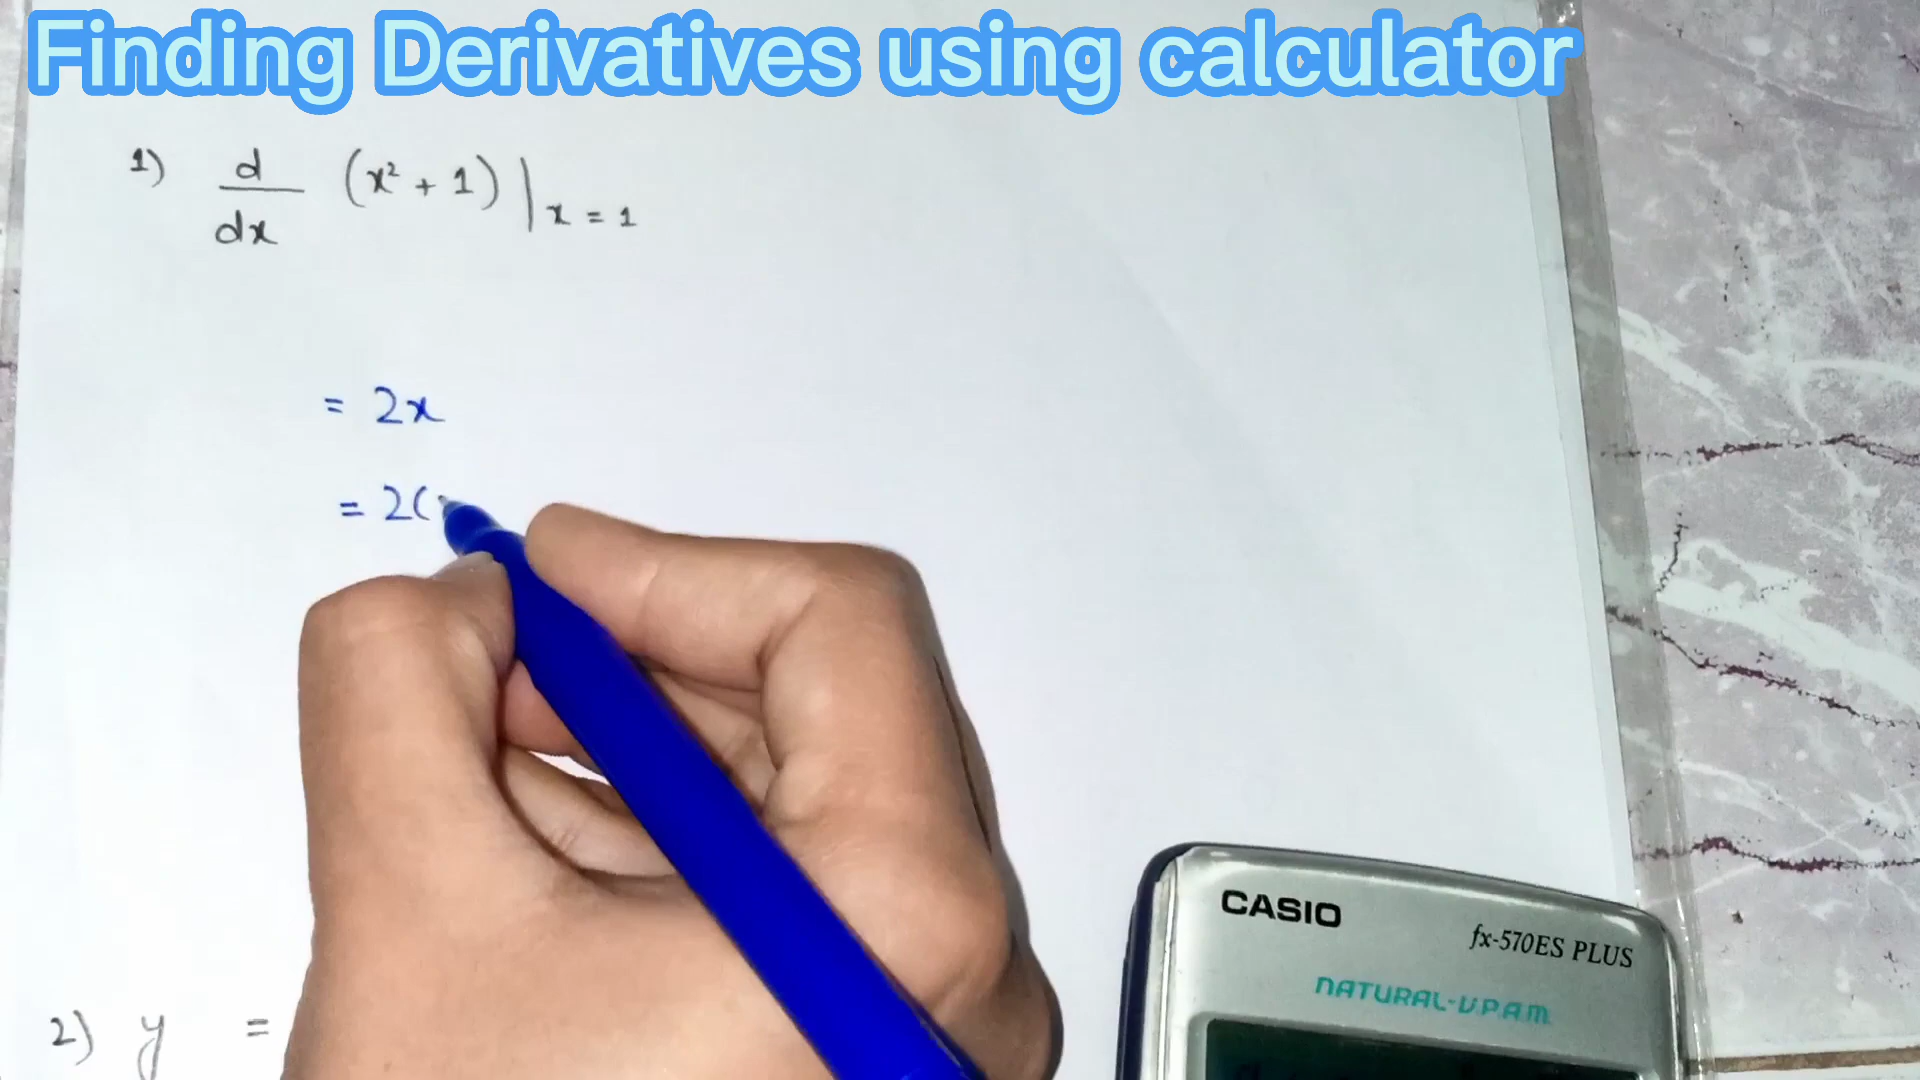 Finding Derivatives using calculator
1) d/dx (x² + 1) |x = 1
= 2x
= 2(
CASIO
fx-570ES PLUS
NATURAL-V.P.A.M.
2) y =